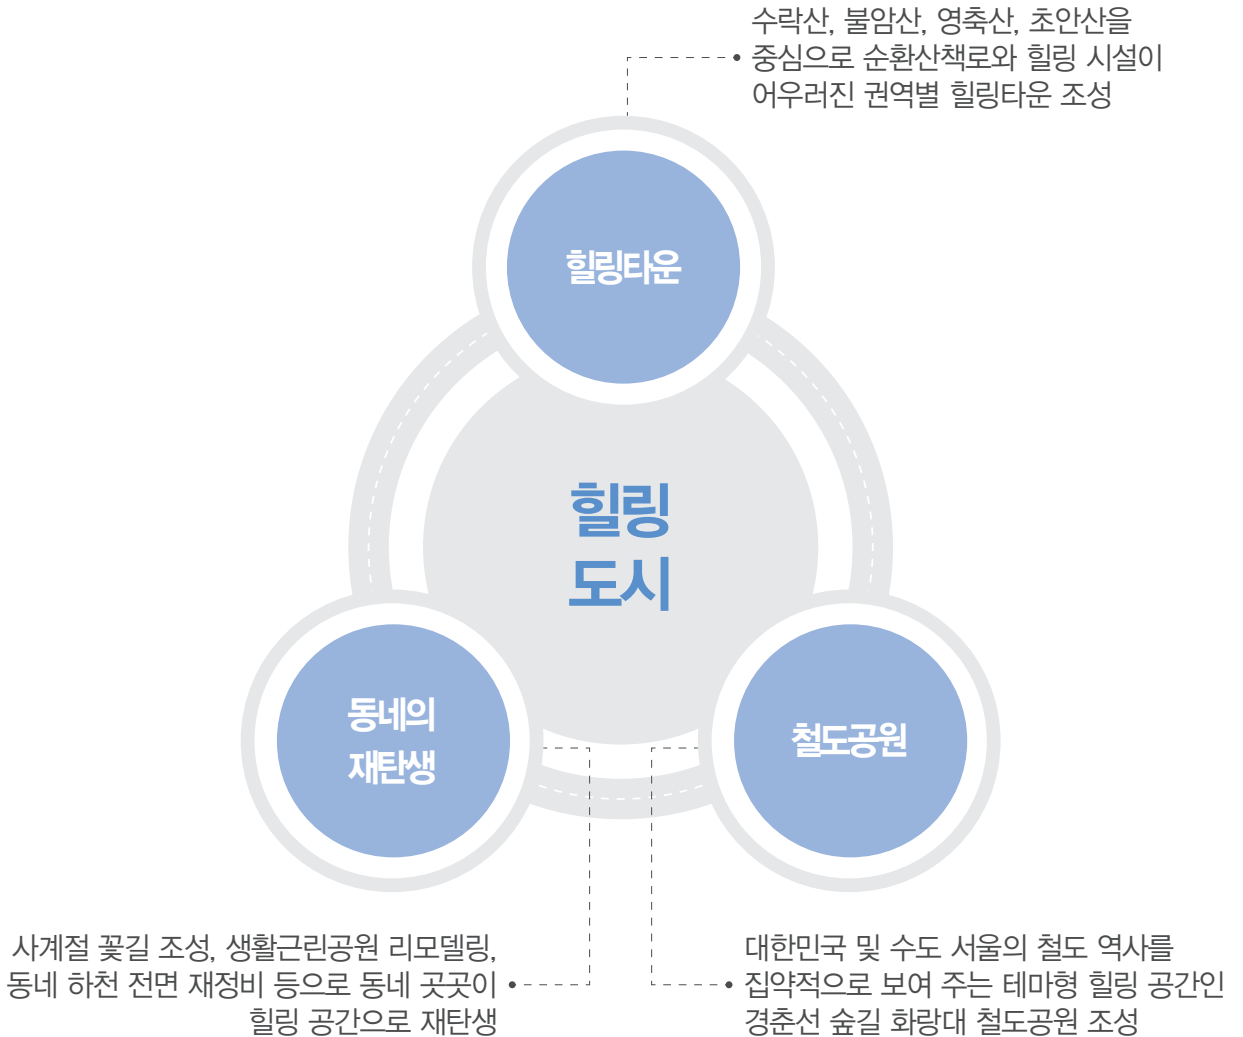 수락산, 불암산, 영축산, 초안산을
중심으로 순환산책로와 힐링 시설이
어우러진 권역별 힐링타운 조성
힐링타운
힐링
도시
동네의
재탄생
철도공원
사계절 꽃길 조성, 생활근린공원 리모델링,
동네 하천 전면 재정비 등으로 동네 곳곳이
힐링 공간으로 재탄생
대한민국 및 수도 서울의 철도 역사를
집약적으로 보여 주는 테마형 힐링 공간인
경춘선 숲길 화랑대 철도공원 조성